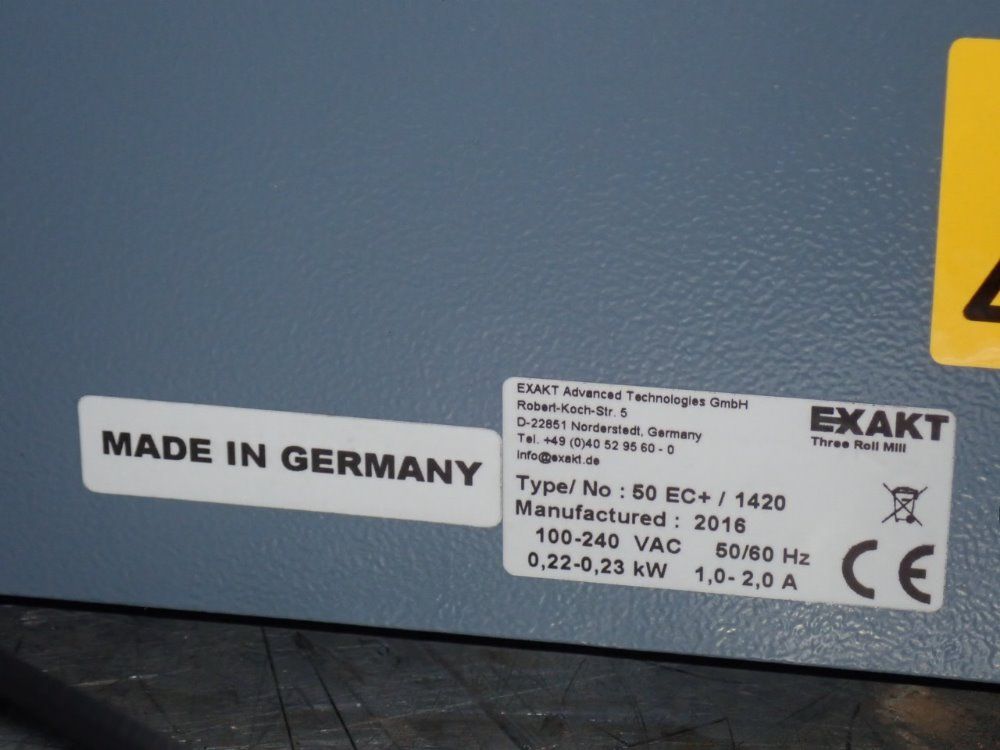 MADE IN GERMANY
EXAKT Advanced Technologies GmbH
Robert-Koch-Str. 5
D-22851 Norderstedt, Germany
Tel. +49 (0)40 52 95 60 - 0
info@exakt.de
EXAKT
Three Roll Mill
Type/ No : 50 EC+ / 1420
Manufactured : 2016
100-240 VAC 50/60 Hz
0,22-0,23 kW 1,0- 2,0 A
CE